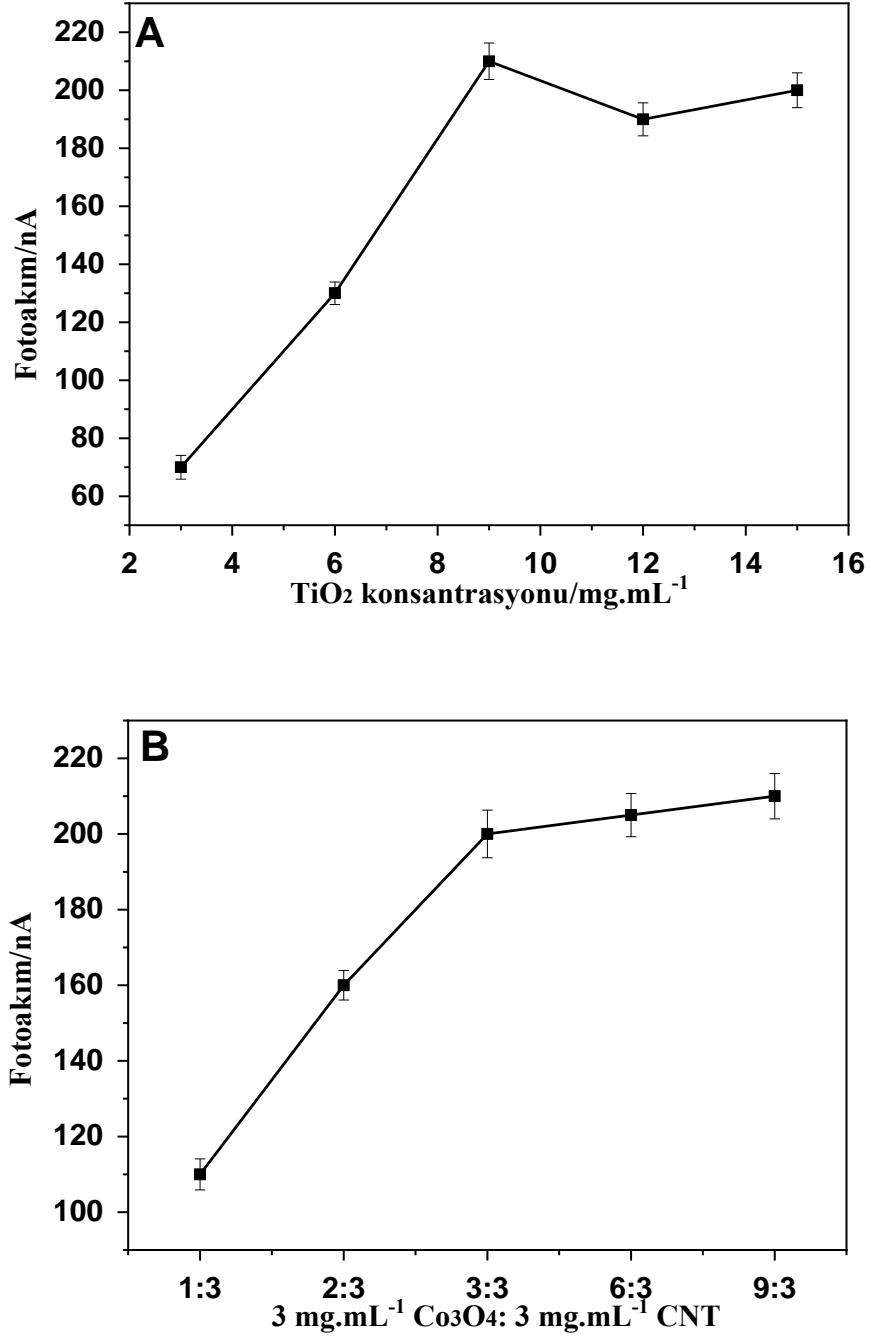 A
220
200
180
160
140
120
100
80
60
Fotoakım/nA
2 4 6 8 10 12 14 16
TiO₂ konsantrasyonu/mg.mL⁻¹
B
220
200
180
160
140
120
100
Fotoakım/nA
1:3 2:3 3:3 6:3 9:3
3 mg.mL⁻¹ Co₃O₄: 3 mg.mL⁻¹ CNT